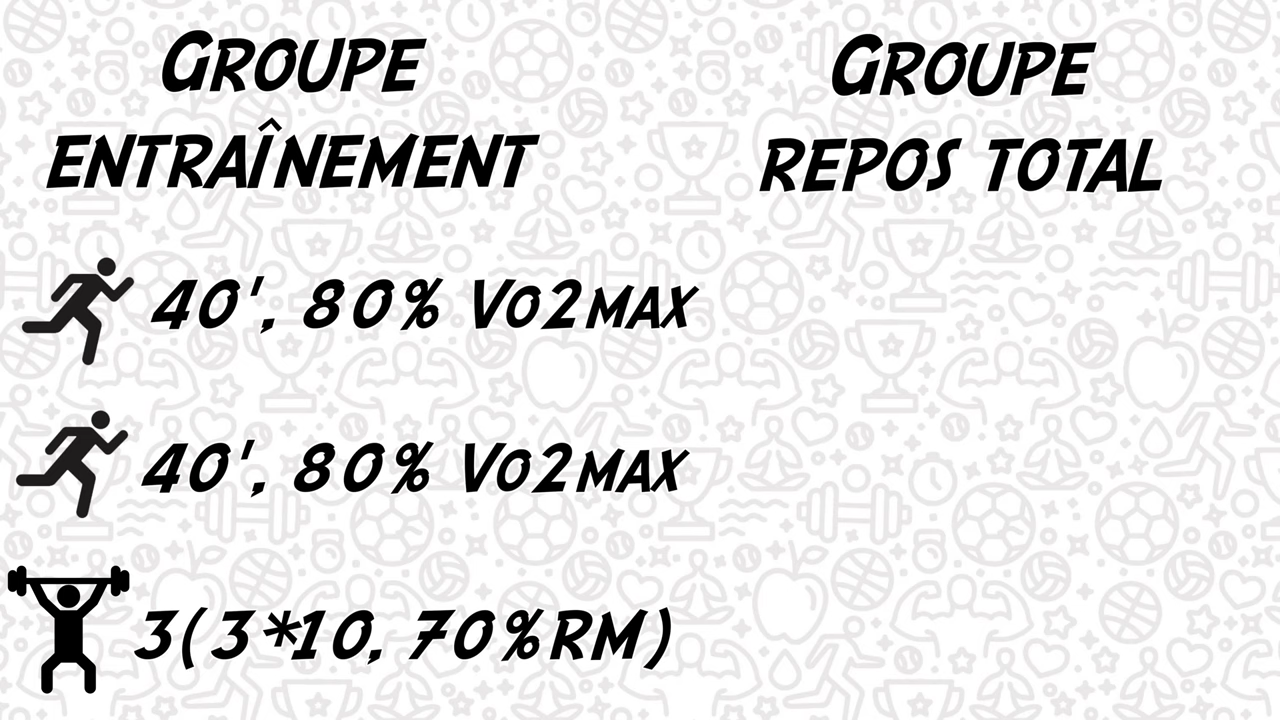 GROUPE
ENTRAÎNEMENT
GROUPE
REPOS TOTAL
40', 80% VO2MAX
40', 80% VO2MAX
3(3*10, 70%RM)